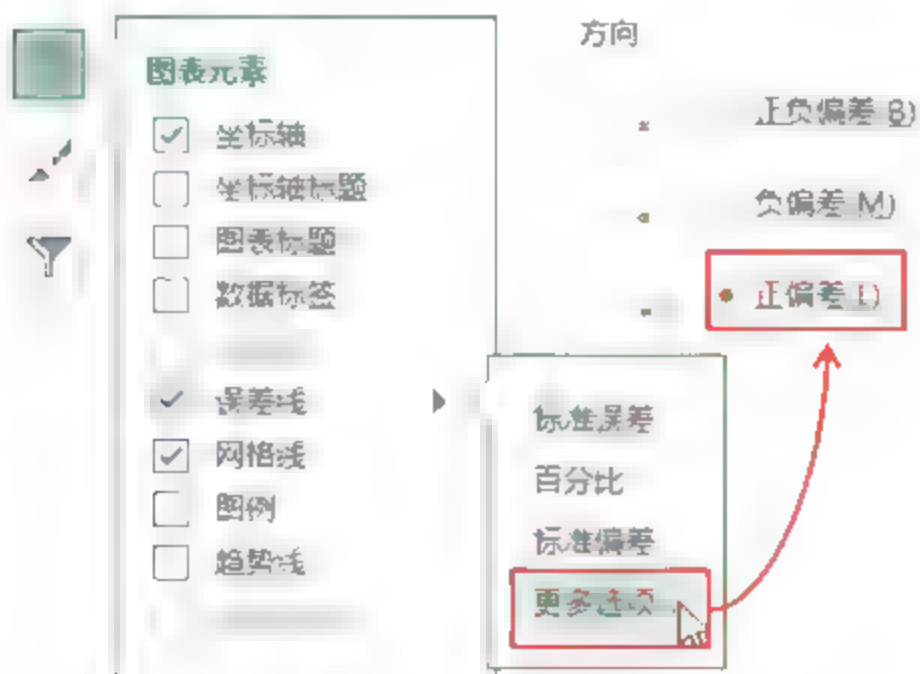 图表元素
坐标轴
坐标轴标题
图表标题
数据标签
误差线
网格线
图例
趋势线
方向
正负偏差 B)
负偏差 M)
正偏差 L)
标准误差
百分比
标准偏差
更多选项